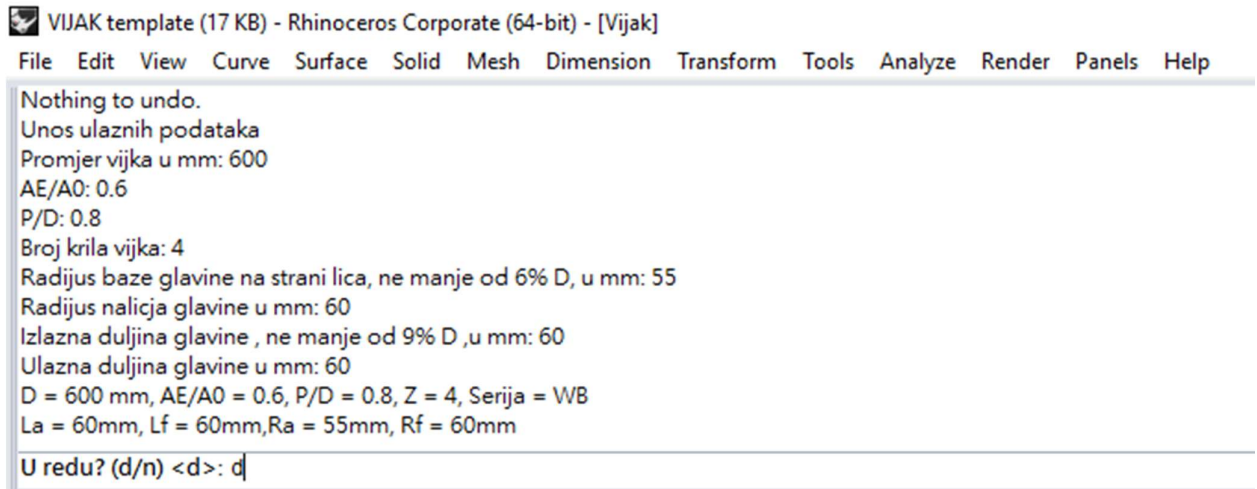 VIJAK template (17 KB) - Rhinoceros Corporate (64-bit) - [Vijak]
File Edit View Curve Surface Solid Mesh Dimension Transform Tools Analyze Render Panels Help
Nothing to undo.
Unos ulaznih podataka
Promjer vijka u mm: 600
AE/A0: 0.6
P/D: 0.8
Broj krila vijka: 4
Radijus baze glavine na strani lica, ne manje od 6% D, u mm: 55
Radijus nalicja glavine u mm: 60
Izlazna duljina glavine , ne manje od 9% D ,u mm: 60
Ulazna duljina glavine u mm: 60
D = 600 mm, AE/A0 = 0.6, P/D = 0.8, Z = 4, Serija = WB
La = 60mm, Lf = 60mm,Ra = 55mm, Rf = 60mm
U redu? (d/n) <d>: d